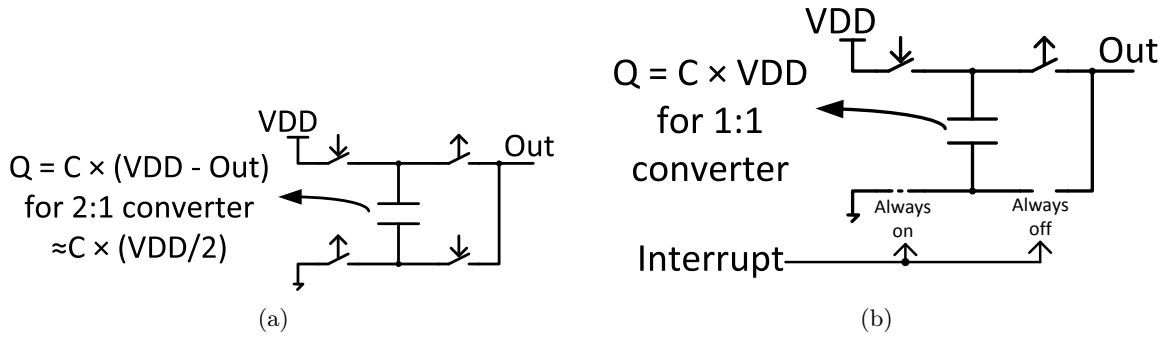 VDD
Out
Q = C × (VDD - Out)
for 2:1 converter
≈C × (VDD/2)
(a)
VDD
Out
Q = C × VDD
for 1:1
converter
Always
on
Always
off
Interrupt
(b)